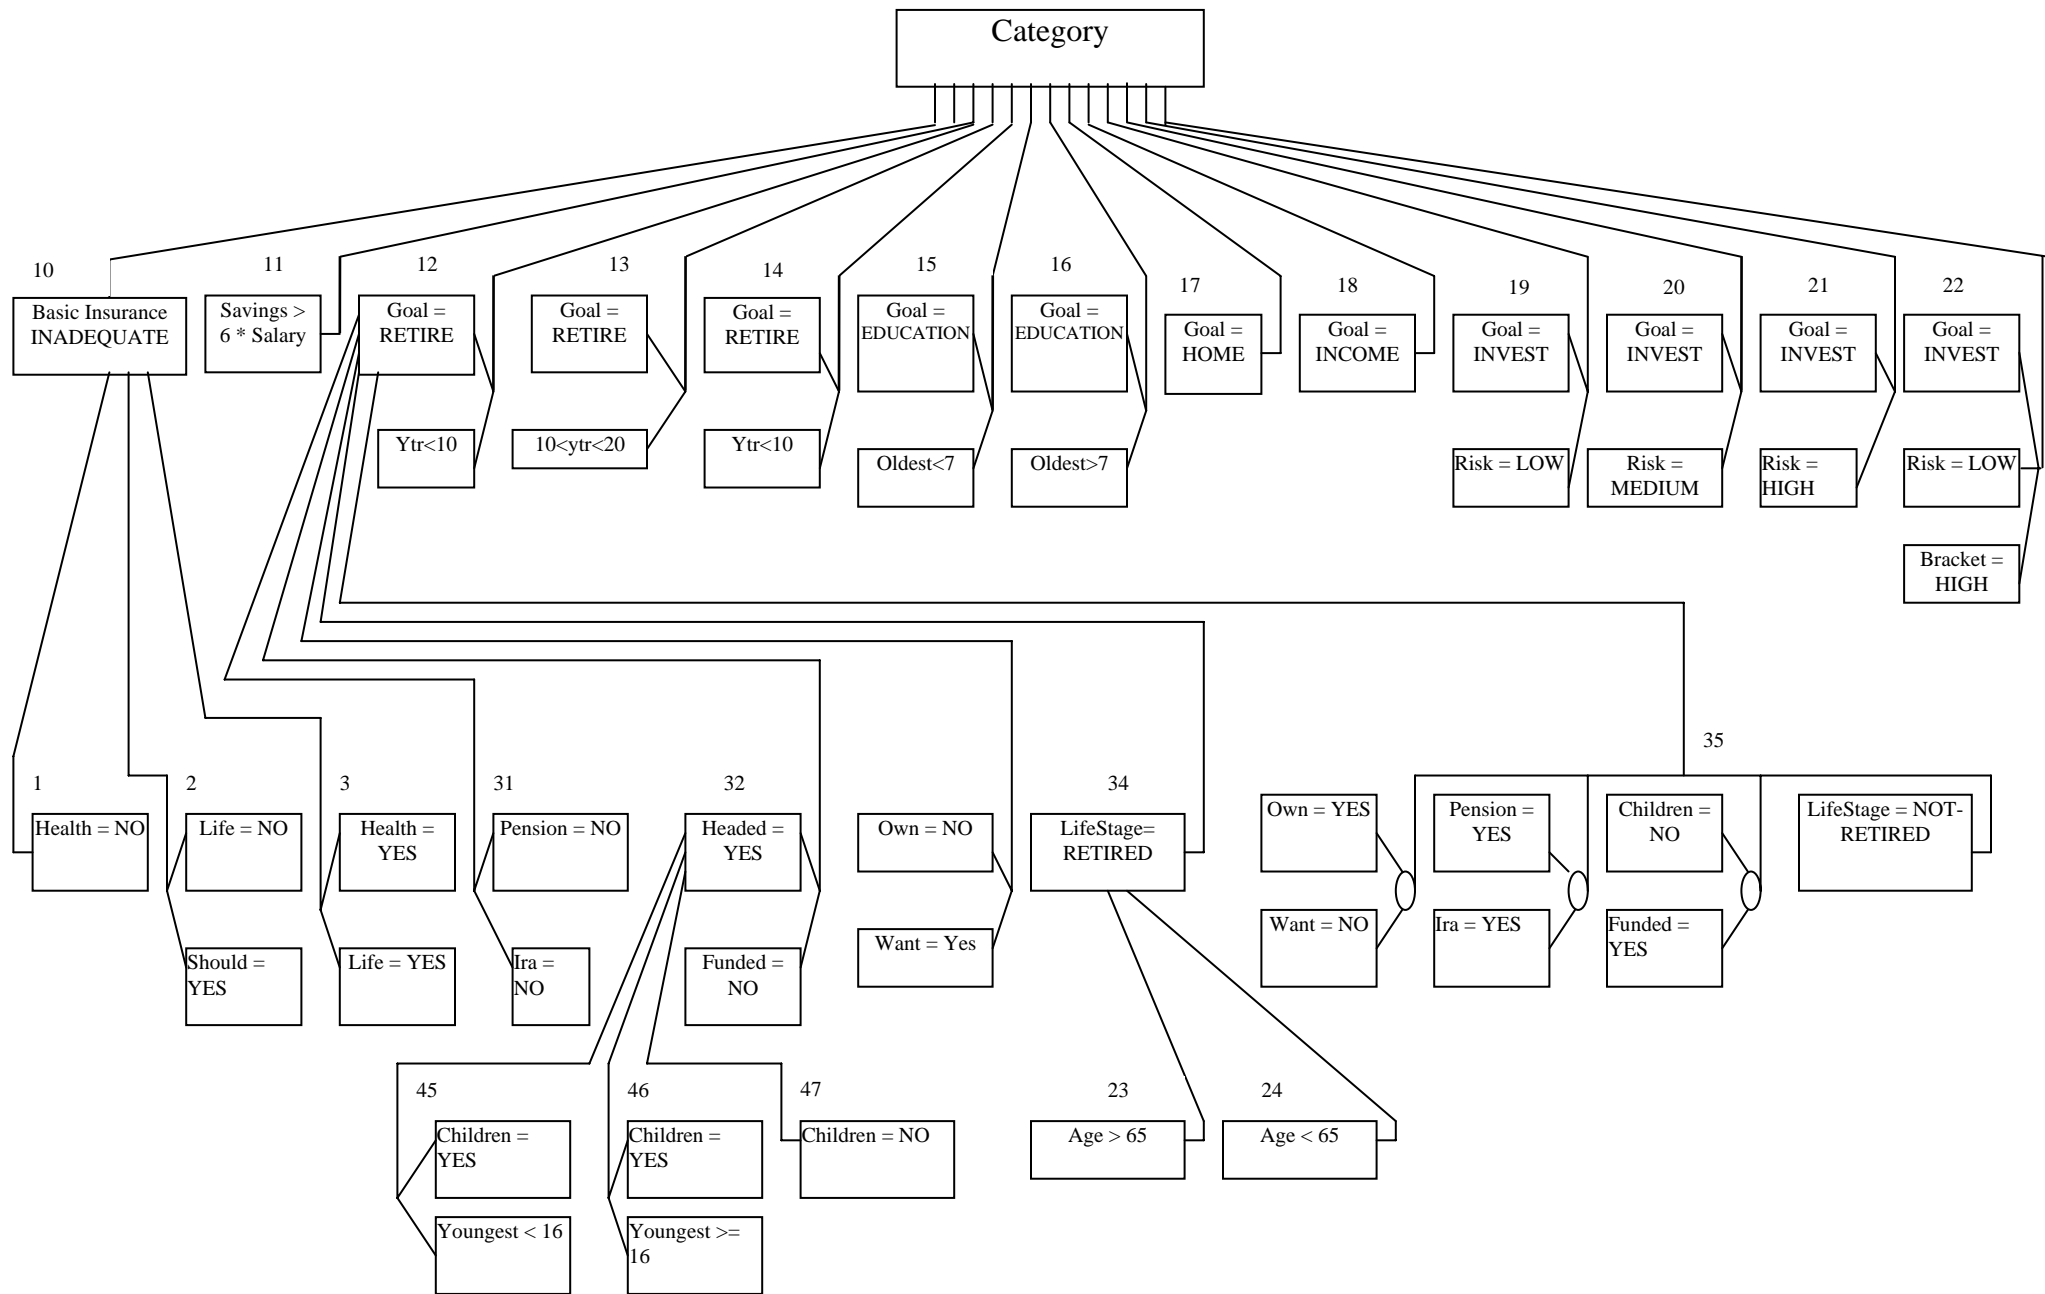 Category
10
11
12
13
14
15
16
17
18
19
20
21
22
Basic Insurance
INADEQUATE
Savings >
6 * Salary
Goal =
RETIRE
Goal =
RETIRE
Goal =
RETIRE
Goal =
EDUCATION
Goal =
EDUCATION
Goal =
HOME
Goal =
INCOME
Goal =
INVEST
Goal =
INVEST
Goal =
INVEST
Goal =
INVEST
Ytr<10
10<ytr<20
Ytr<10
Oldest<7
Oldest>7
Risk = LOW
Risk =
MEDIUM
Risk =
HIGH
Risk = LOW
Bracket =
HIGH
1
2
3
31
32
34
35
Health = NO
Life = NO
Health =
YES
Pension = NO
Headed =
YES
Own = NO
LifeStage=
RETIRED
Own = YES
Pension =
YES
Children =
NO
LifeStage = NOT-
RETIRED
Should =
YES
Life = YES
Ira =
NO
Funded =
NO
Want = Yes
Want = NO
Ira = YES
Funded =
YES
45
46
47
23
24
Children =
YES
Children =
YES
Children = NO
Age > 65
Age < 65
Youngest < 16
Youngest >=
16